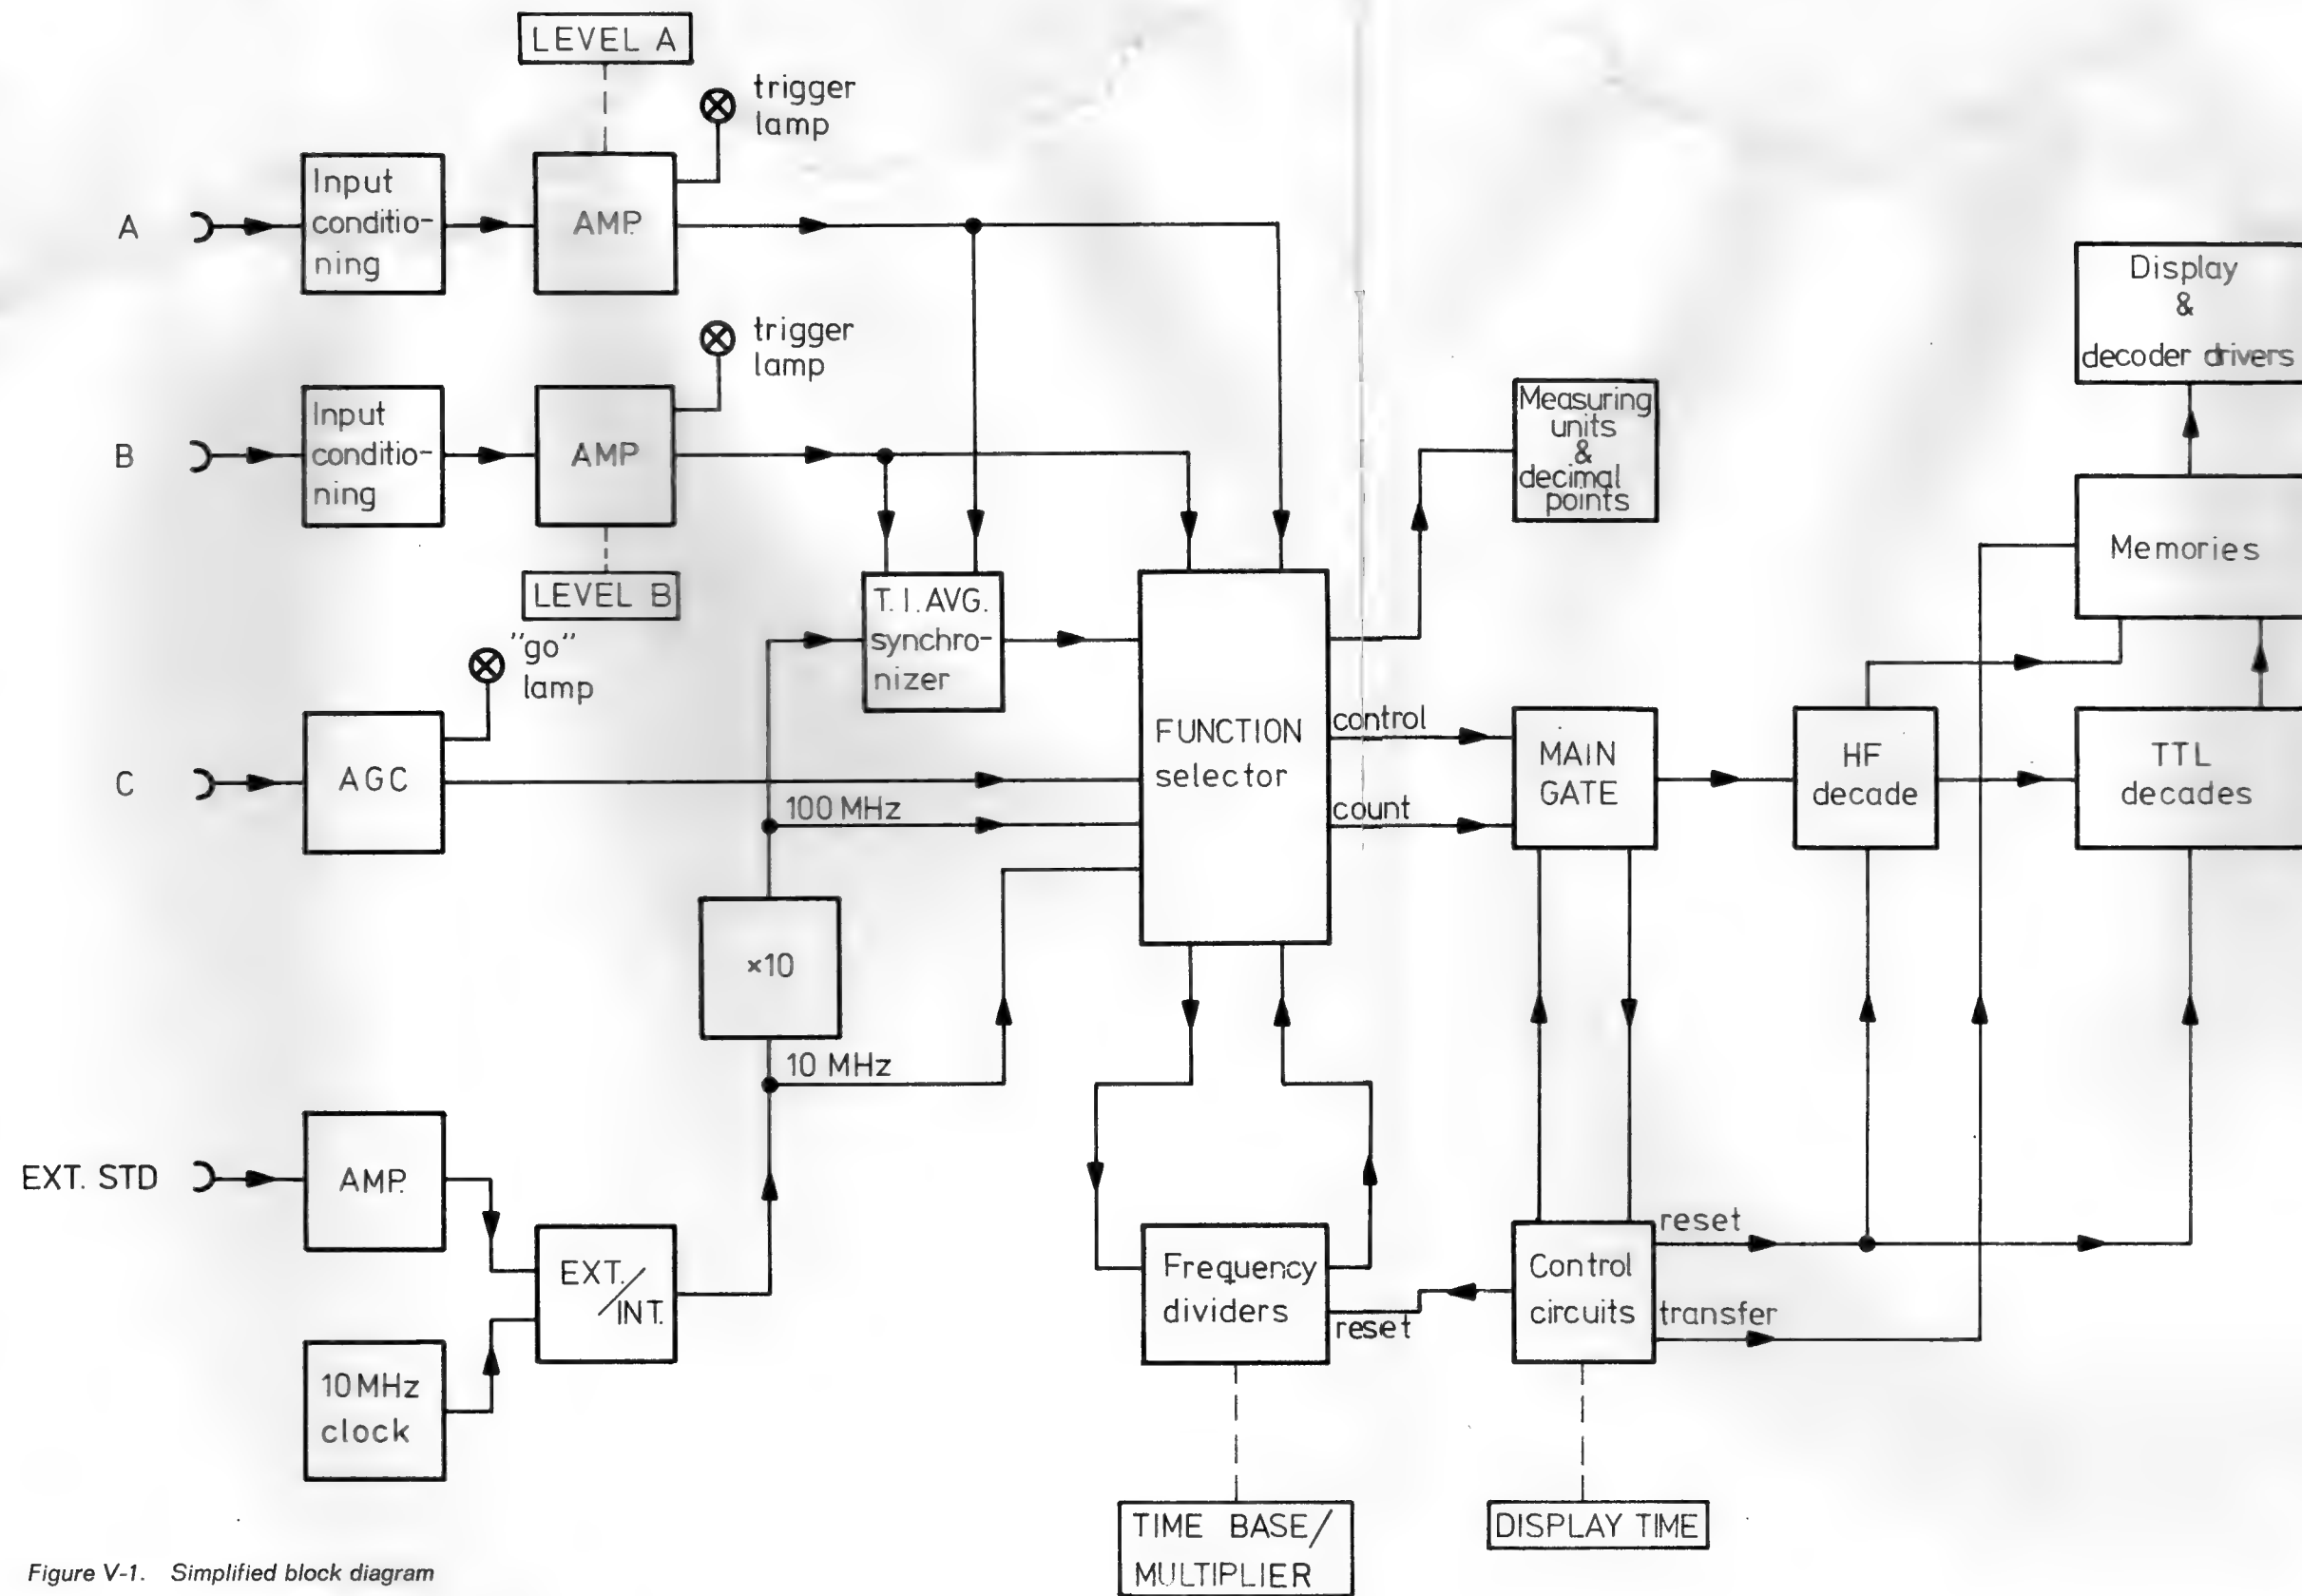 LEVEL A
trigger
lamp
A
Input
conditio-
ning
AMP.
trigger
lamp
B
Input
conditio-
ning
AMP
LEVEL B
"go"
lamp
C
AGC
T. I. AVG.
synchro-
nizer
100 MHz
×10
10 MHz
EXT. STD
AMP.
EXT./
INT.
10 MHz
clock
FUNCTION
selector
Measuring
units
&
decimal
points
control
count
MAIN
GATE
HF
decade
TTL
decades
Memories
Display
&
decoder drivers
Frequency
dividers
reset
Control
circuits
reset
transfer
TIME BASE/
MULTIPLIER
DISPLAY TIME
Figure V-1. Simplified block diagram